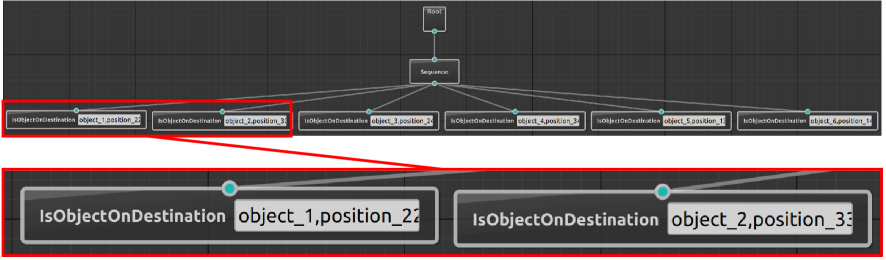 Root
Sequence:
IsObjectOnDestination object_1,position_22
IsObjectOnDestination object_2,position_33
IsObjectOnDestination object_3,position_24
IsObjectOnDestination object_4,position_34
IsObjectOnDestination object_5,position_13
IsObjectOnDestination object_6,position_14
IsObjectOnDestination object_1,position_22
IsObjectOnDestination object_2,position_33